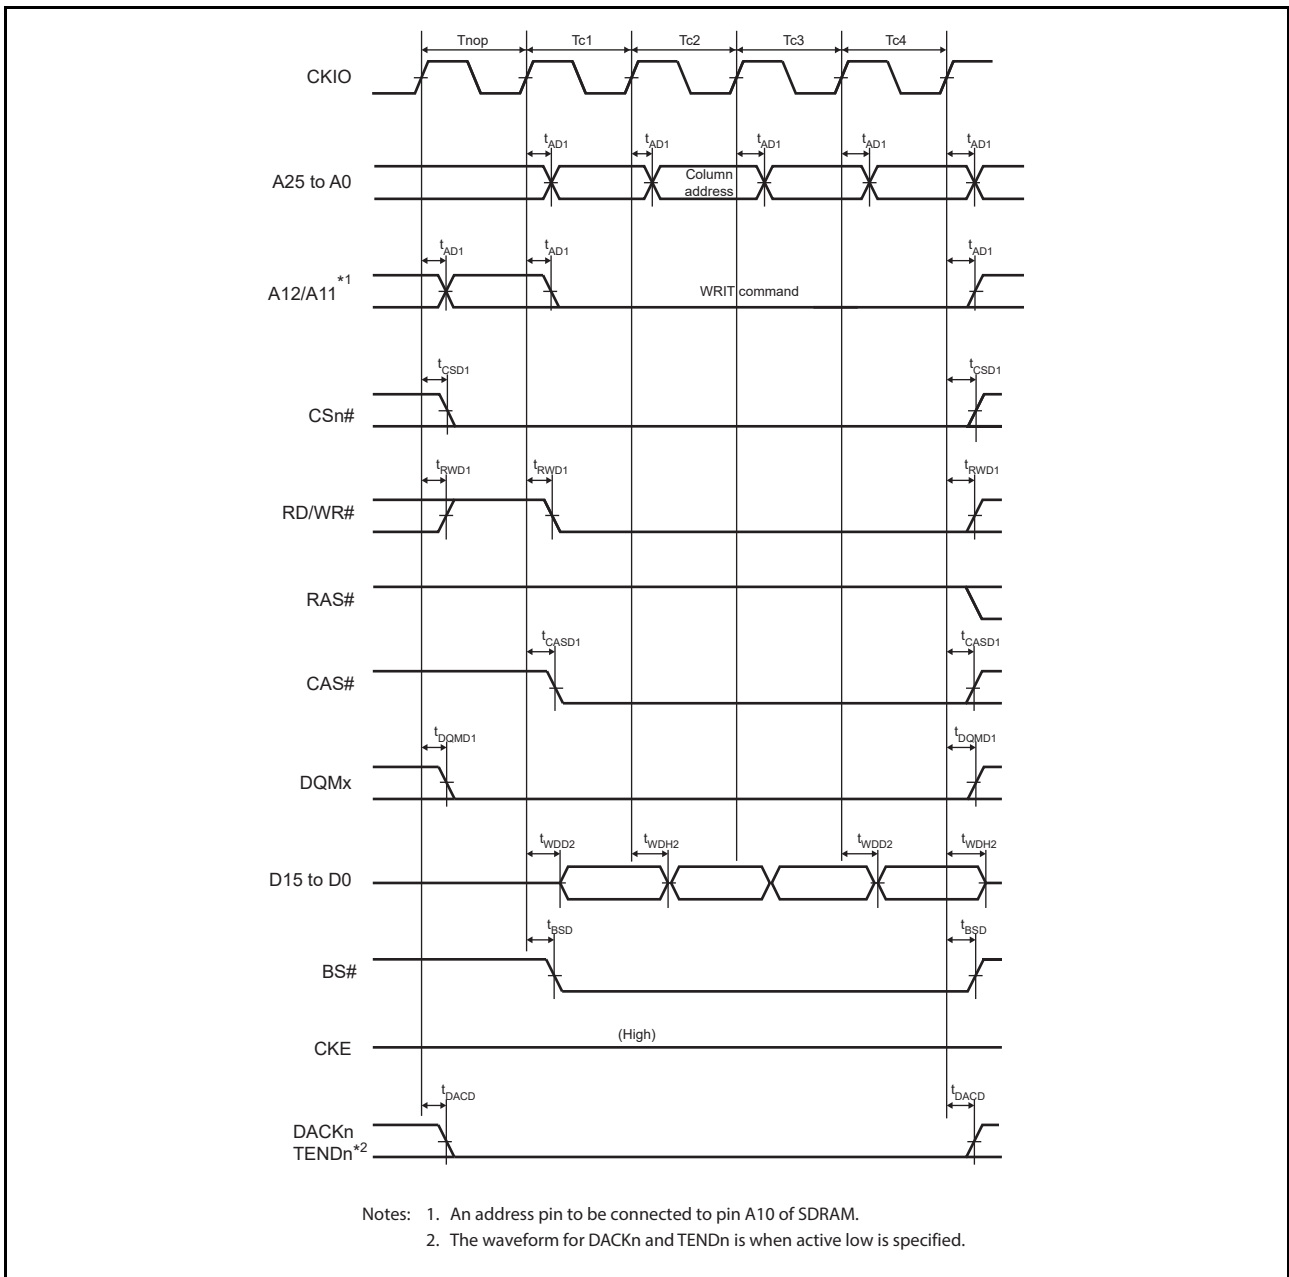 Tnop Tc1 Tc2 Tc3 Tc4
CKIO
tAD1 tAD1 tAD1 tAD1 tAD1
A25 to A0
Column
address
tAD1 tAD1 tAD1
A12/A11*1
WRIT command
tCSD1 tCSD1
CSn#
tRWD1 tRWD1 tRWD1
RD/WR#
RAS#
tCASD1 tCASD1
CAS#
tDQMD1 tDQMD1
DQMx
tWDD2 tWDH2 tWDD2 tWDH2
D15 to D0
tBSD tBSD
BS#
(High)
CKE
tDACD tDACD
DACKn
TENDn*2
Notes: 1. An address pin to be connected to pin A10 of SDRAM.
2. The waveform for DACKn and TENDn is when active low is specified.